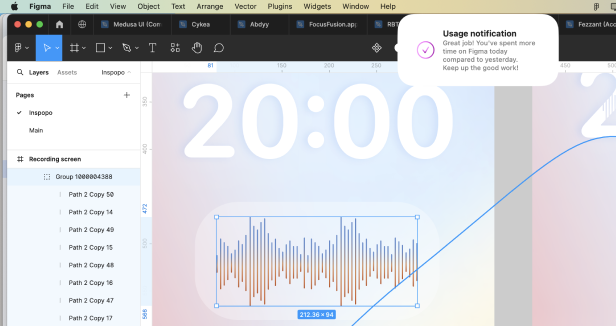 Figma File Edit View Object Text Arrange Vector Plugins Widgets Window Help
Medusa UI (Con
Cykea
Abdyy
FocusFusion.ap
RBT
Fezzant (Acc
Usage notification
Great job! You've spent more
time on Figma today
compared to yesterday.
Keep up the good work!
Layers Assets Inspopo
61 150 200 250 450 500
Pages
Inspopo
Main
350
400
472
500
566
20:00
Recording screen
Group 1000004388
Path 2 Copy 50
Path 2 Copy 14
Path 2 Copy 49
Path 2 Copy 15
Path 2 Copy 48
Path 2 Copy 16
Path 2 Copy 47
Path 2 Copy 17
212.36 × 94